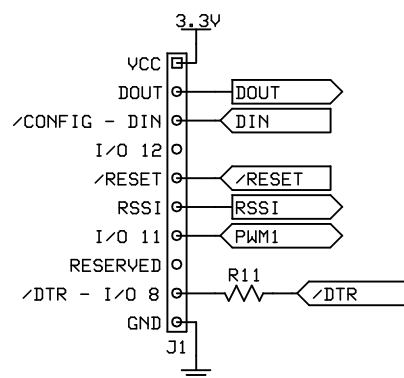 3.3V
VCC
DOUT DOUT
/CONFIG - DIN DIN
I/O 12
/RESET /RESET
RSSI RSSI
I/O 11 PWM1
RESERVED
R11
/DTR - I/O 8 /DTR
GND
J1